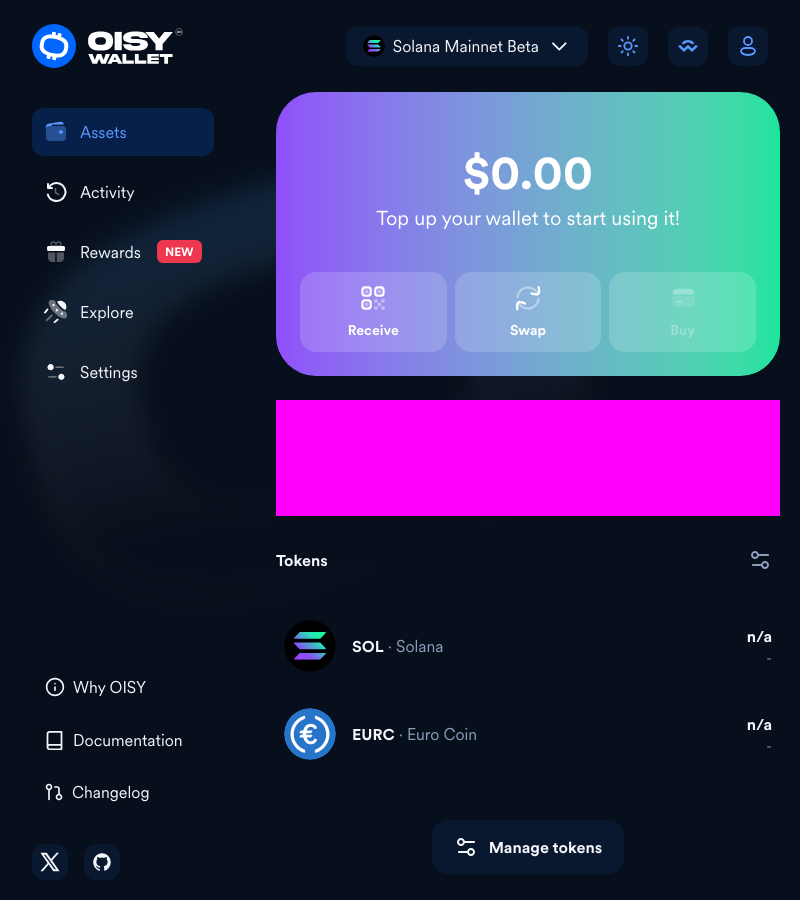 OISY
WALLET
Solana Mainnet Beta
Assets
Activity
Rewards NEW
Explore
Settings
$0.00
Top up your wallet to start using it!
Receive
Swap
Buy
Tokens
SOL · Solana
n/a
-
EURC · Euro Coin
n/a
-
Why OISY
Documentation
Changelog
Manage tokens